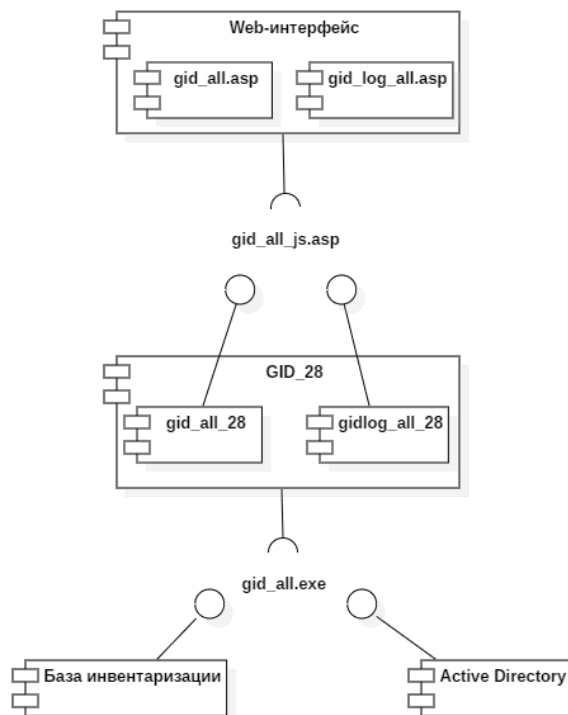 Web-интерфейс
gid_all.asp
gid_log_all.asp
gid_all_js.asp
GID_28
gid_all_28
gidlog_all_28
gid_all.exe
База инвентаризации
Active Directory